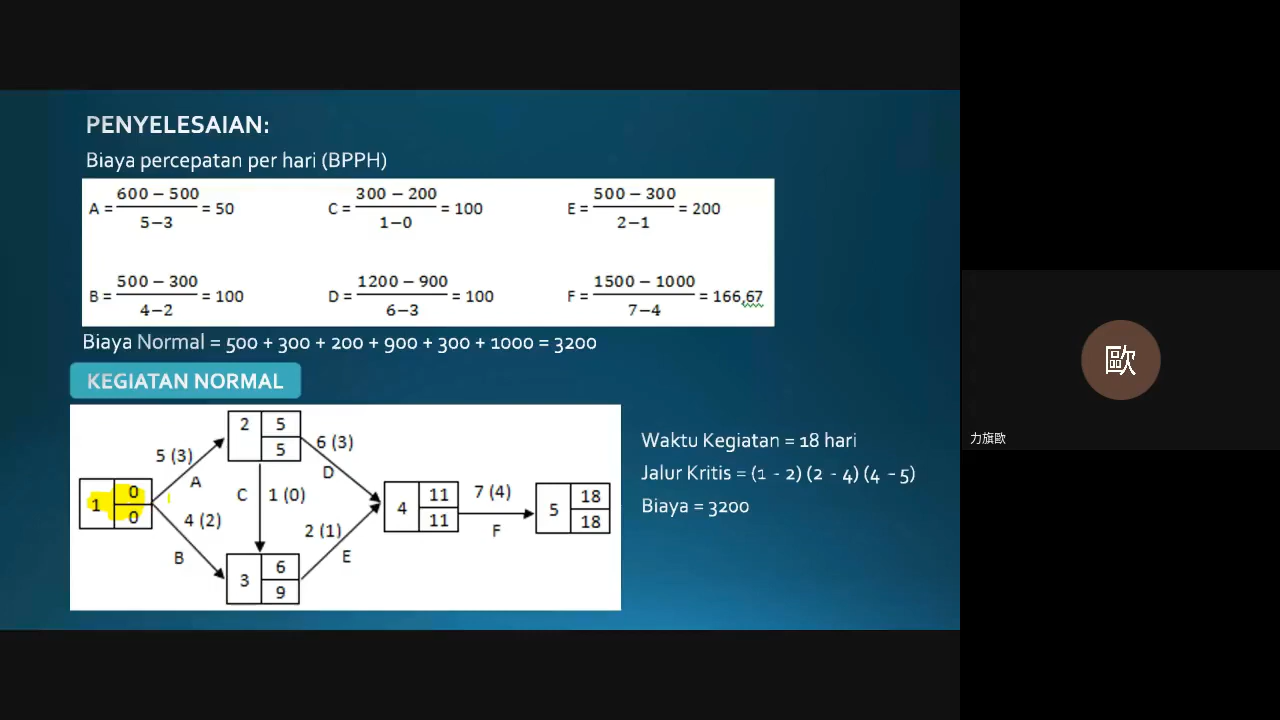 PENYELESAIAN:
Biaya percepatan per hari (BPPH)
A = 600 − 500 / 5−3 = 50
C = 300 − 200 / 1−0 = 100
E = 500 − 300 / 2−1 = 200
B = 500 − 300 / 4−2 = 100
D = 1200 − 900 / 6−3 = 100
F = 1500 − 1000 / 7−4 = 166,67
Biaya Normal = 500 + 300 + 200 + 900 + 300 + 1000 = 3200
KEGIATAN NORMAL
2 5
5
5 (3)
A
6 (3)
D
1 0
0
C 1 (0)
4 (2)
B
2 (1)
E
4 11
11
7 (4)
F
5 18
18
3 6
9
Waktu Kegiatan = 18 hari
Jalur Kritis = (1 - 2) (2 - 4) (4 - 5)
Biaya = 3200
歐
力旗歐